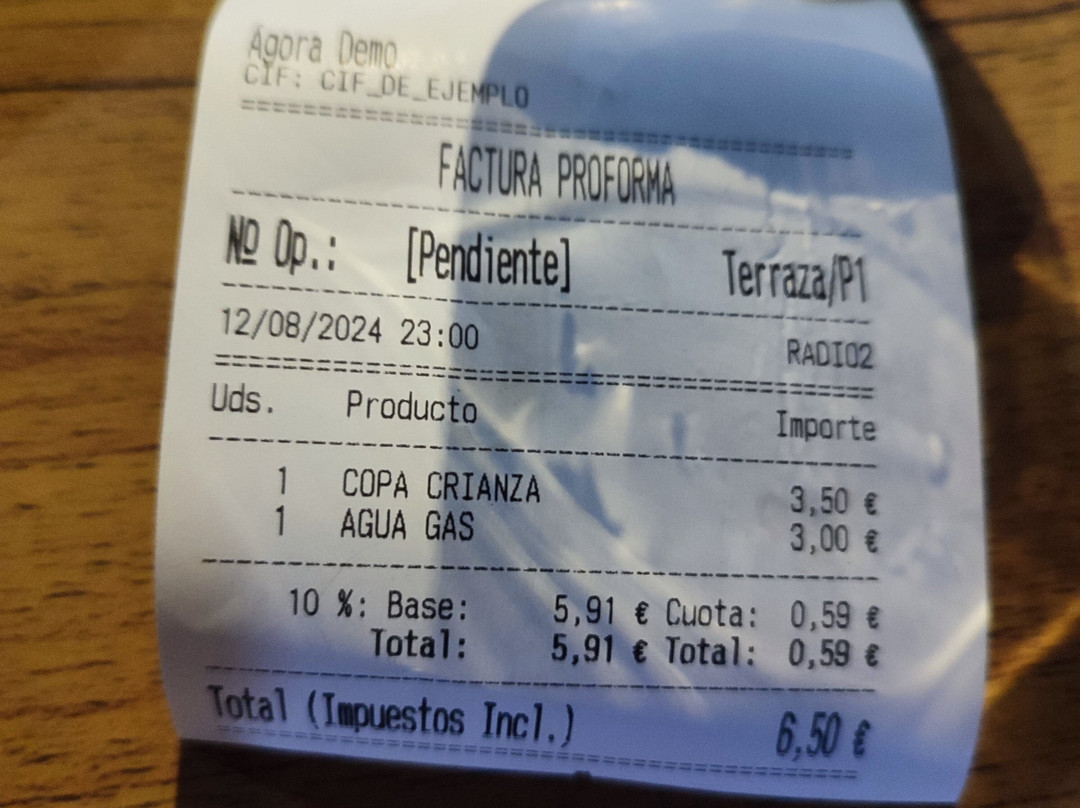 Agora Demo
CIF: CIF_DE_EJEMPLO
FACTURA PROFORMA
Nº Op.: [Pendiente] Terraza/P1
12/08/2024 23:00 RADIO2
Uds. Producto Importe
1 COPA CRIANZA 3,50 €
1 AGUA GAS 3,00 €
10 %: Base: 5,91 € Cuota: 0,59 €
Total: 5,91 € Total: 0,59 €
Total (Impuestos Incl.) 6,50 €